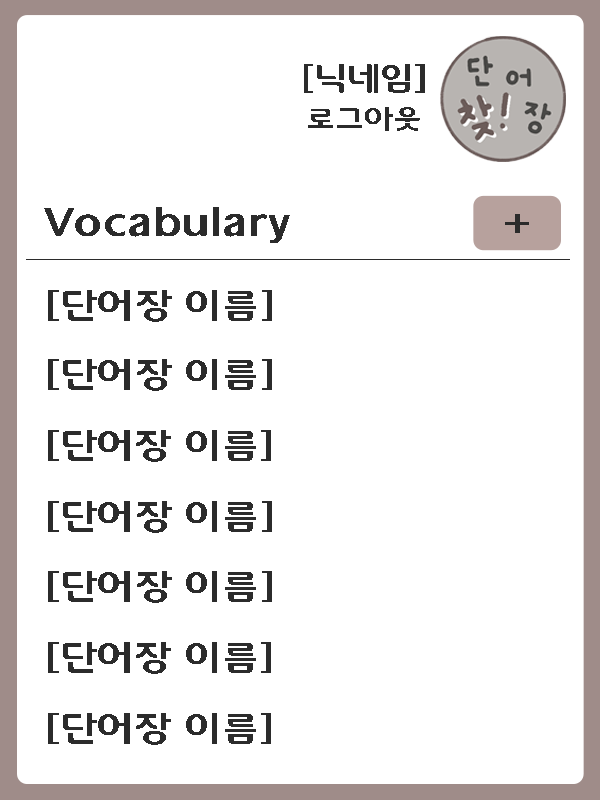 [닉네임]
로그아웃
단어
찾! 장
Vocabulary
+
[단어장 이름]
[단어장 이름]
[단어장 이름]
[단어장 이름]
[단어장 이름]
[단어장 이름]
[단어장 이름]